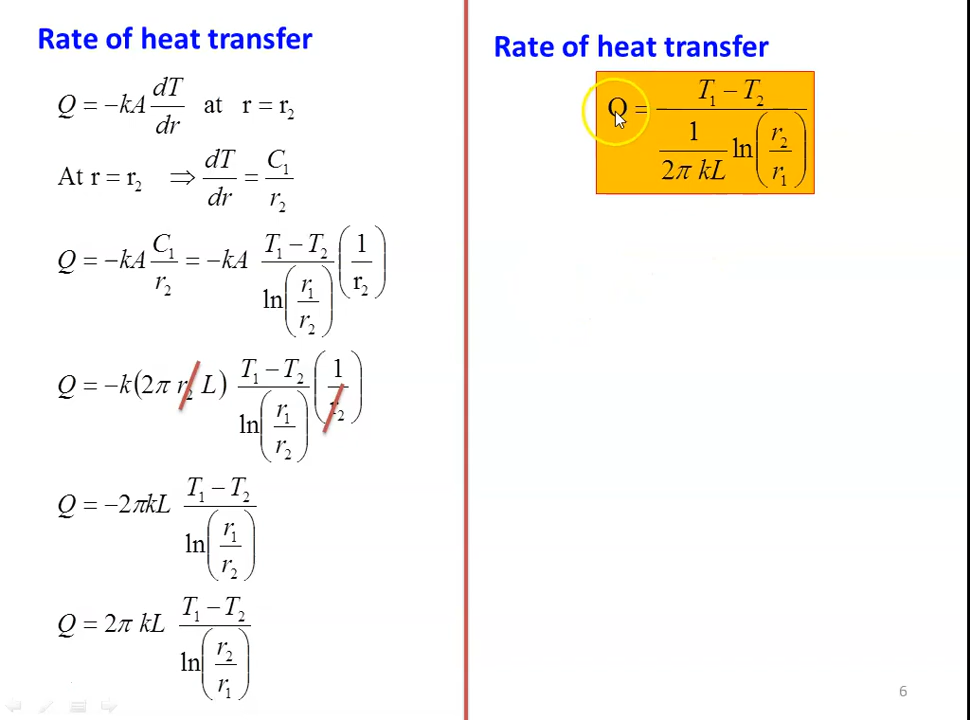 Rate of heat transfer
Q = −kA dT/dr at r = r₂
At r = r₂ ⇒ dT/dr = C₁/r₂
Q = −kA C₁/r₂ = −kA (T₁ − T₂)/ln(r₁/r₂) (1/r₂)
Q = −k(2π r₂ L) (T₁ − T₂)/ln(r₁/r₂) (1/r₂)
Q = −2πkL (T₁ − T₂)/ln(r₁/r₂)
Q = 2π kL (T₁ − T₂)/ln(r₂/r₁)
Rate of heat transfer
Q = (T₁ − T₂)/(1/(2π kL) ln(r₂/r₁))
6